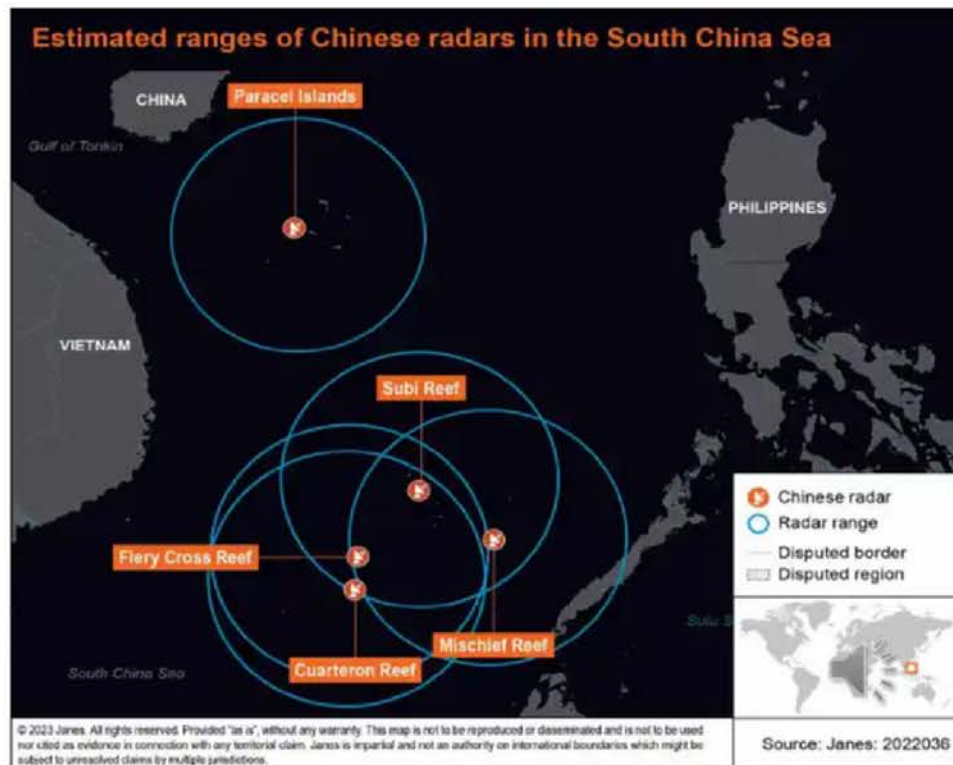 Estimated ranges of Chinese radars in the South China Sea
CHINA
Paracel Islands
Gulf of Tonkin
PHILIPPINES
VIETNAM
Subi Reef
Chinese radar
Radar range
Disputed border
Disputed region
Fiery Cross Reef
Mischief Reef
Sulu S
Cuarteron Reef
South China Sea
© 2023 Janes. All rights reserved. Provided "as is", without any warranty. This map is not to be reproduced or disseminated and is not to be used
nor cited as evidence in connection with any territorial claim. Janes is impartial and not an authority on international boundaries which might be
subject to unresolved claims by multiple jurisdictions.
Source: Janes: 2022036